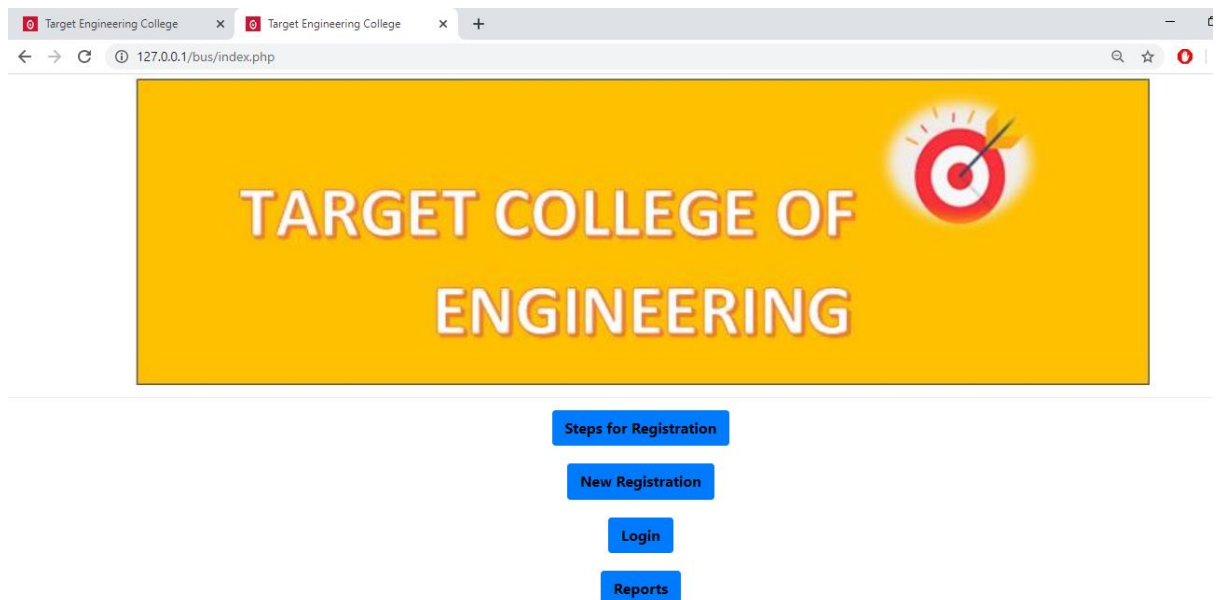 Target Engineering College
Target Engineering College
127.0.0.1/bus/index.php
TARGET COLLEGE OF
ENGINEERING
Steps for Registration
New Registration
Login
Reports